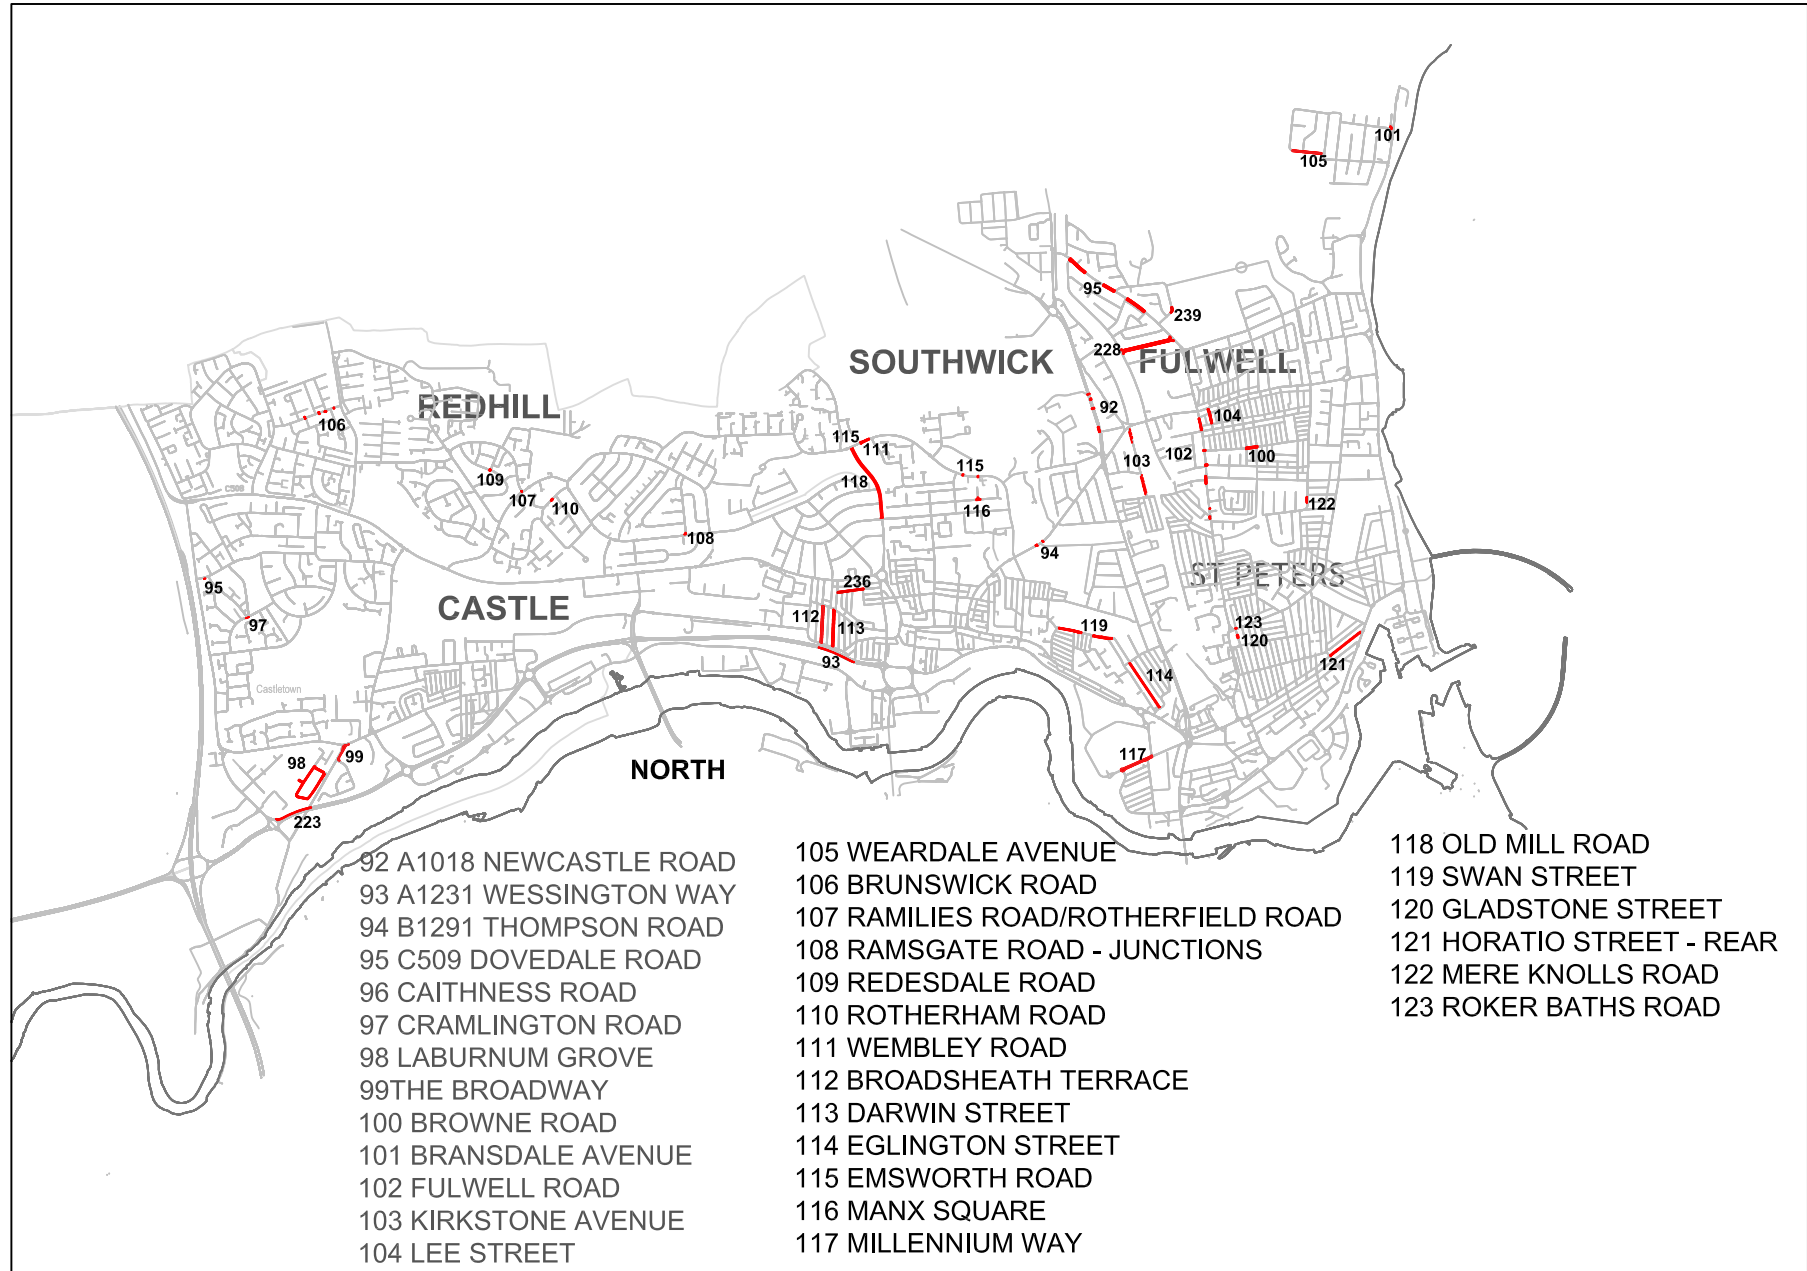 101
105
95
239
228
SOUTHWICK
FULWELL
REDHILL
106
92
104
115
111
103
102
100
109
115
118
C508
107
110
116
122
108
94
95
236
ST PETERS
CASTLE
112
113
97
119
123
120
93
121
114
Castletown
99
98
117
NORTH
223
92 A1018 NEWCASTLE ROAD
93 A1231 WESSINGTON WAY
94 B1291 THOMPSON ROAD
95 C509 DOVEDALE ROAD
96 CAITHNESS ROAD
97 CRAMLINGTON ROAD
98 LABURNUM GROVE
99THE BROADWAY
100 BROWNE ROAD
101 BRANSDALE AVENUE
102 FULWELL ROAD
103 KIRKSTONE AVENUE
104 LEE STREET
105 WEARDALE AVENUE
106 BRUNSWICK ROAD
107 RAMILIES ROAD/ROTHERFIELD ROAD
108 RAMSGATE ROAD - JUNCTIONS
109 REDESDALE ROAD
110 ROTHERHAM ROAD
111 WEMBLEY ROAD
112 BROADSHEATH TERRACE
113 DARWIN STREET
114 EGLINGTON STREET
115 EMSWORTH ROAD
116 MANX SQUARE
117 MILLENNIUM WAY
118 OLD MILL ROAD
119 SWAN STREET
120 GLADSTONE STREET
121 HORATIO STREET - REAR
122 MERE KNOLLS ROAD
123 ROKER BATHS ROAD